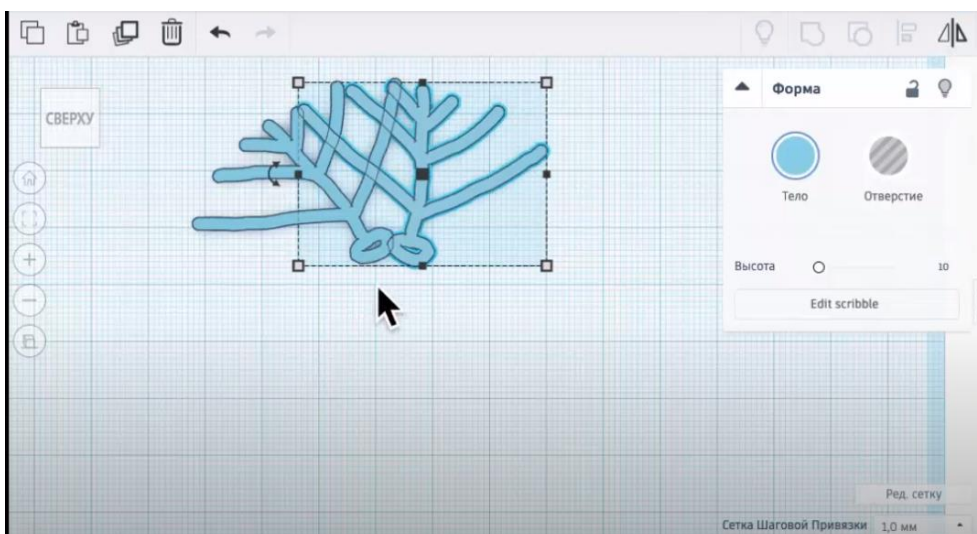 СВЕРХУ
Форма
Тело
Отверстие
Высота
10
Edit scribble
Ред. сетку
Сетка Шаговой Привязки 1,0 мм